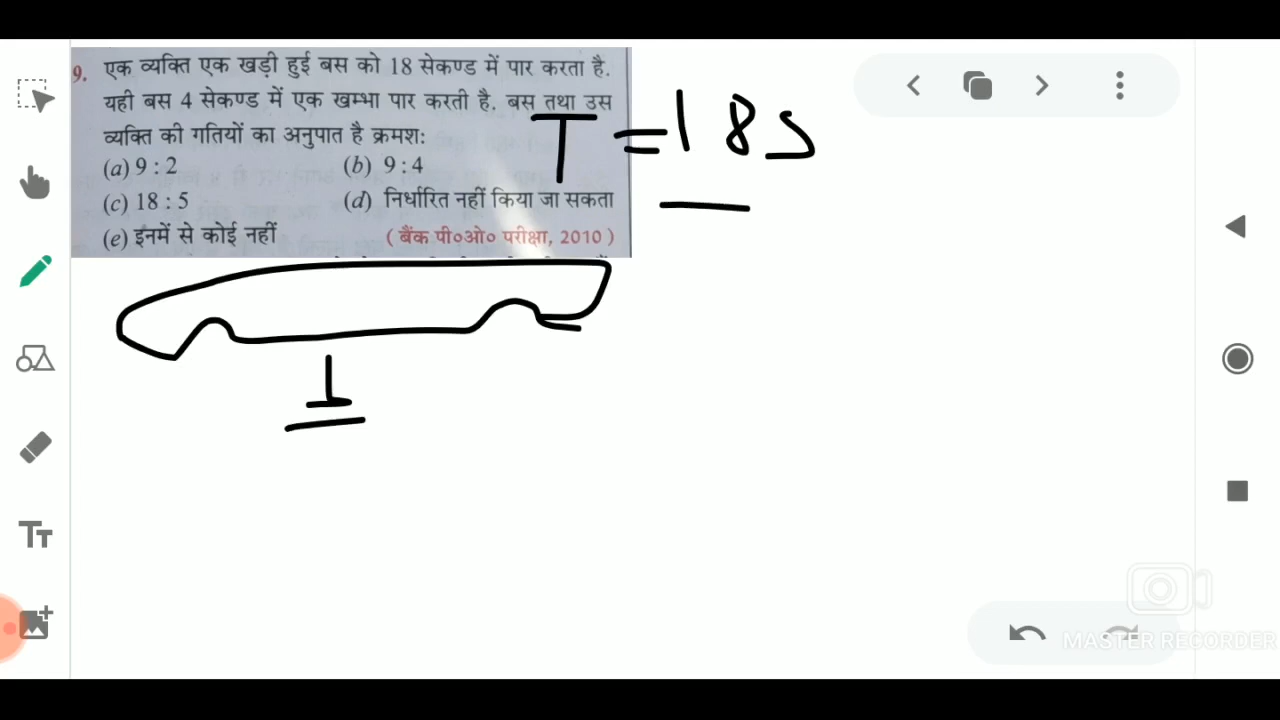 9. एक व्यक्ति एक खड़ी हुई बस को 18 सेकण्ड में पार करता है.
यही बस 4 सेकण्ड में एक खम्भा पार करती है. बस तथा उस
व्यक्ति की गतियों का अनुपात है क्रमशः
(a) 9 : 2 (b) 9 : 4
(c) 18 : 5 (d) निर्धारित नहीं किया जा सकता
(e) इनमें से कोई नहीं ( बैंक पी०ओ० परीक्षा, 2010 )
T = 18 s
Tт
MASTER RECORDER